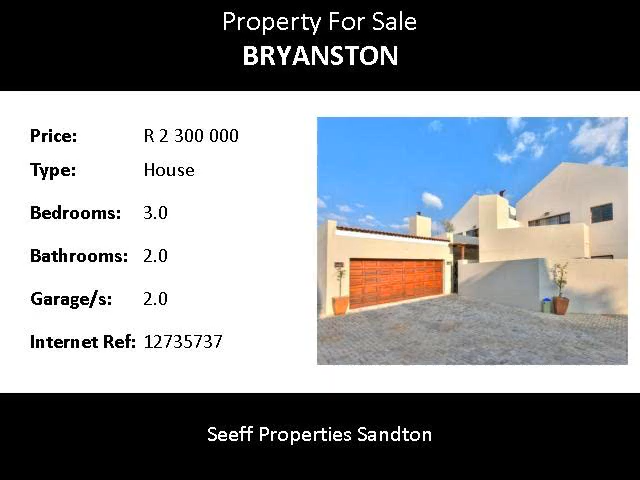 Property For Sale
BRYANSTON
Price: R 2 300 000
Type: House
Bedrooms: 3.0
Bathrooms: 2.0
Garage/s: 2.0
Internet Ref: 12735737
Seeff Properties Sandton